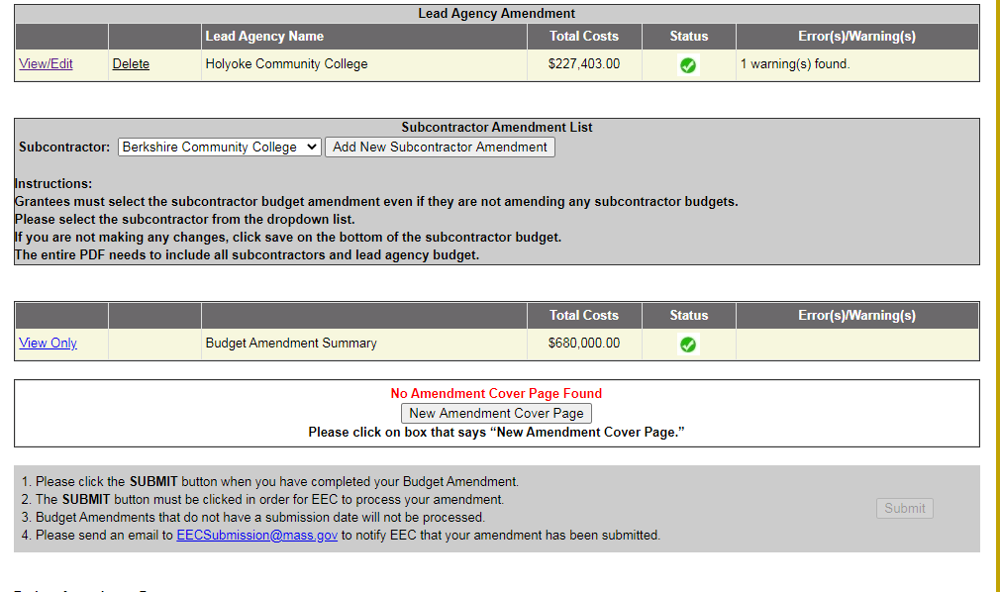 Lead Agency Amendment
Lead Agency Name Total Costs Status Error(s)/Warning(s)
View/Edit Delete Holyoke Community College $227,403.00 1 warning(s) found.
Subcontractor Amendment List
Subcontractor: Berkshire Community College Add New Subcontractor Amendment
Instructions:
Grantees must select the subcontractor budget amendment even if they are not amending any subcontractor budgets.
Please select the subcontractor from the dropdown list.
If you are not making any changes, click save on the bottom of the subcontractor budget.
The entire PDF needs to include all subcontractors and lead agency budget.
Total Costs Status Error(s)/Warning(s)
View Only Budget Amendment Summary $680,000.00
No Amendment Cover Page Found
New Amendment Cover Page
Please click on box that says “New Amendment Cover Page.”
1. Please click the SUBMIT button when you have completed your Budget Amendment.
2. The SUBMIT button must be clicked in order for EEC to process your amendment.
Submit
3. Budget Amendments that do not have a submission date will not be processed.
4. Please send an email to EECSubmission@mass.gov to notify EEC that your amendment has been submitted.